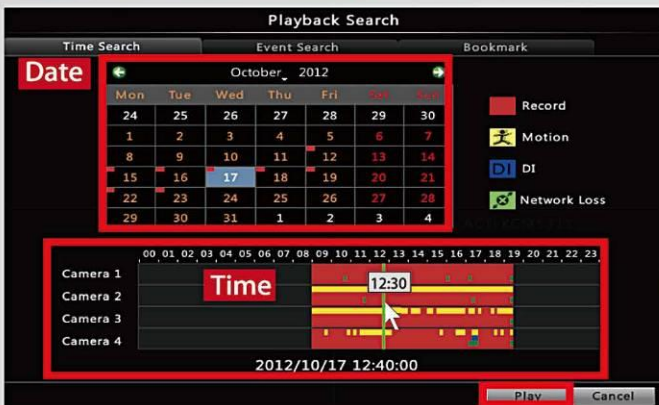 Playback Search
Time Search Event Search Bookmark
Date
October 2012
Mon Tue Wed Thu Fri Sat Sun
24 25 26 27 28 29 30
1 2 3 4 5 6 7
8 9 10 11 12 13 14
15 16 17 18 19 20 21
22 23 24 25 26 27 28
29 30 31 1 2 3 4
Record
Motion
DI DI
Network Loss
00 01 02 03 04 05 06 07 08 09 10 11 12 13 14 15 16 17 18 19 20 21 22 23
Time
12:30
Camera 1
Camera 2
Camera 3
Camera 4
2012/10/17 12:40:00
Play Cancel